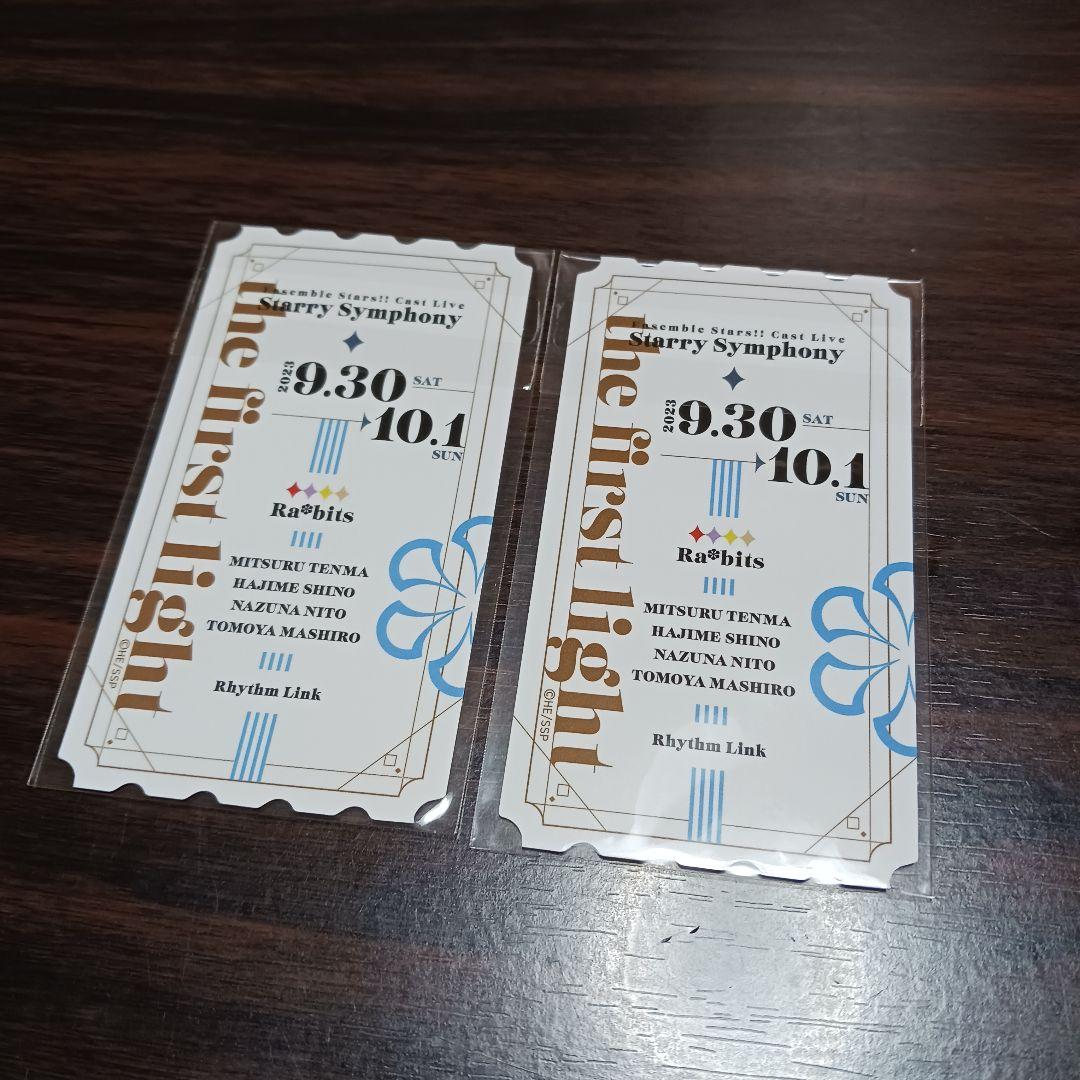 Ensemble Stars!! Cast Live
Starry Symphony
the first light
2023
9.30 SAT
10.1
SUN
Ra*bits
MITSURU TENMA
HAJIME SHINO
NAZUNA NITO
TOMOYA MASHIRO
Rhythm Link
©HE/SSP
Ensemble Stars!! Cast Live
Starry Symphony
the first light
2023
9.30 SAT
10.1
SUN
Ra*bits
MITSURU TENMA
HAJIME SHINO
NAZUNA NITO
TOMOYA MASHIRO
Rhythm Link
©HE/SSP